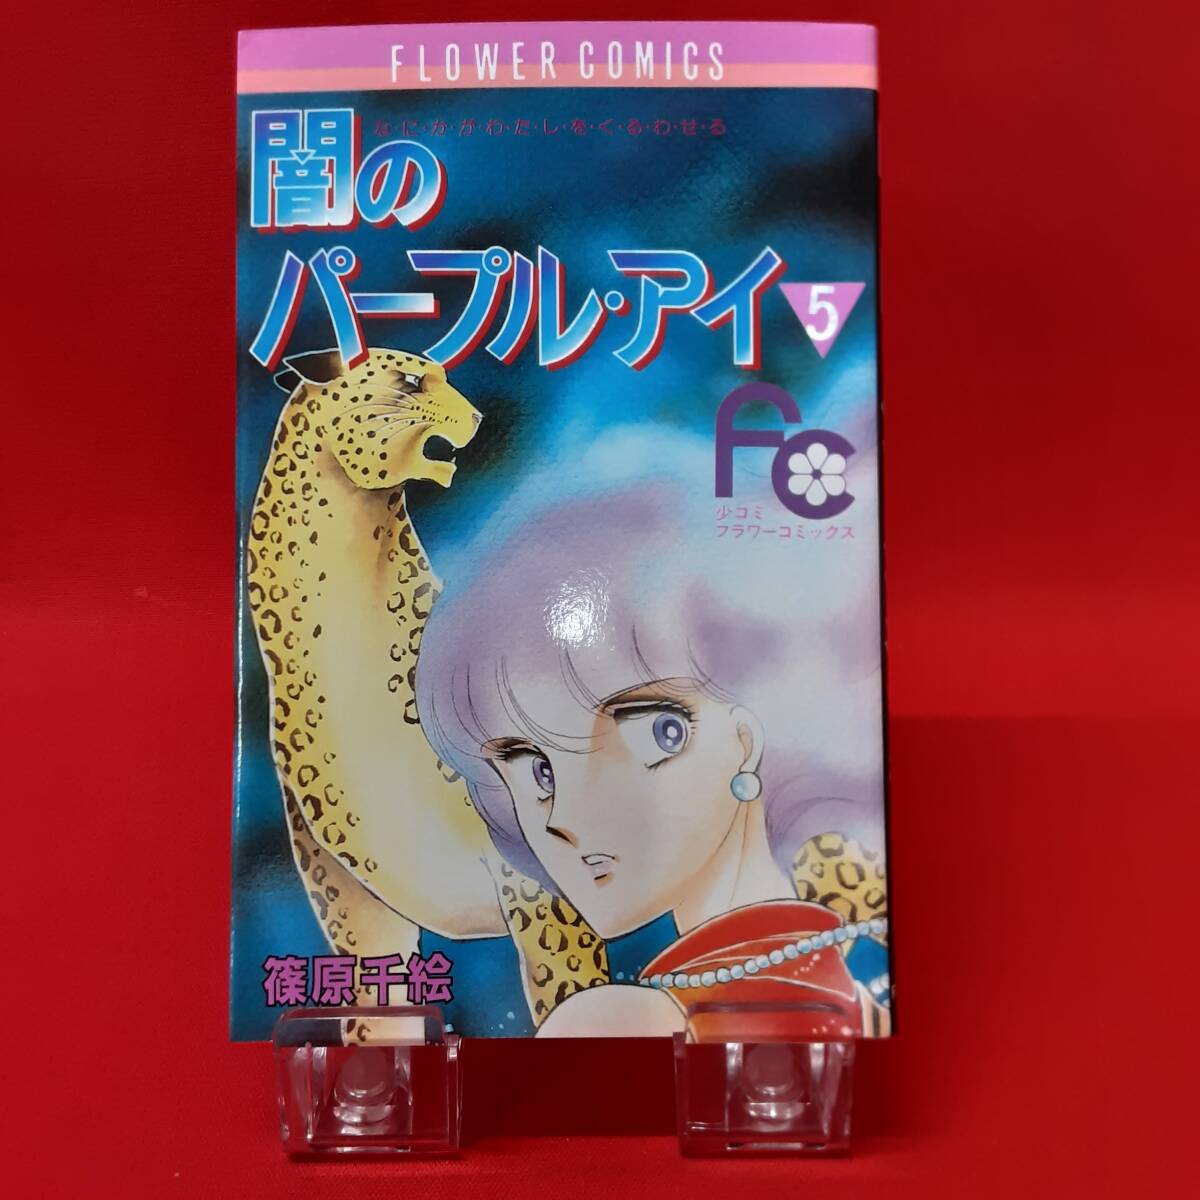 FLOWER COMICS
な・に・か・が・わ・た・し・を・く・る・わ・せ・る
闇の
パープル・アイ 5
FC
少コミ
フラワーコミックス
篠原千絵